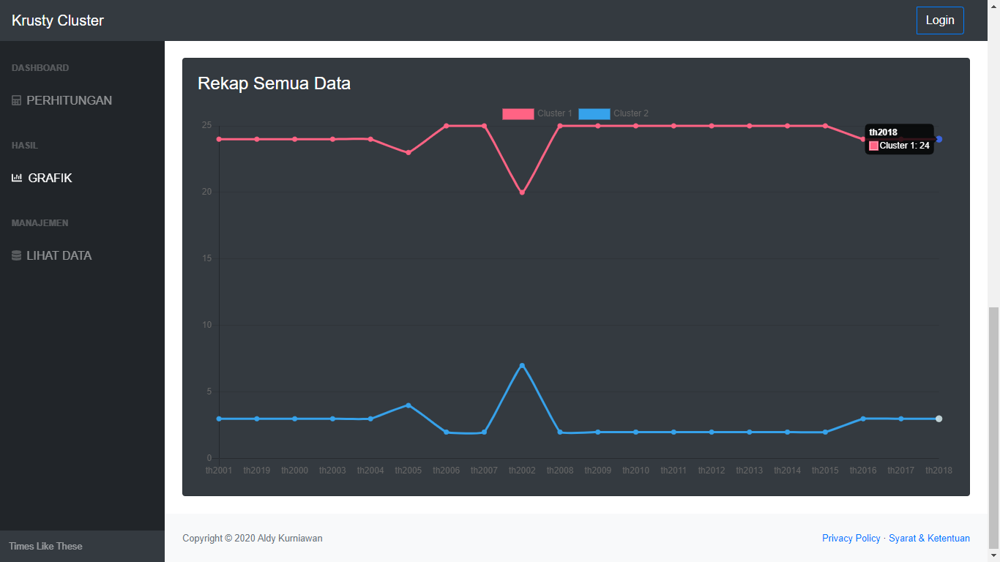 Krusty Cluster
Login
DASHBOARD
PERHITUNGAN
HASIL
GRAFIK
MANAJEMEN
LIHAT DATA
Times Like These
Rekap Semua Data
Cluster 1 Cluster 2
25
20
15
10
5
0
th2018
Cluster 1: 24
th2001 th2019 th2000 th2003 th2004 th2005 th2006 th2007 th2002 th2008 th2009 th2010 th2011 th2012 th2013 th2014 th2015 th2016 th2017 th2018
Copyright © 2020 Aldy Kurniawan
Privacy Policy · Syarat & Ketentuan